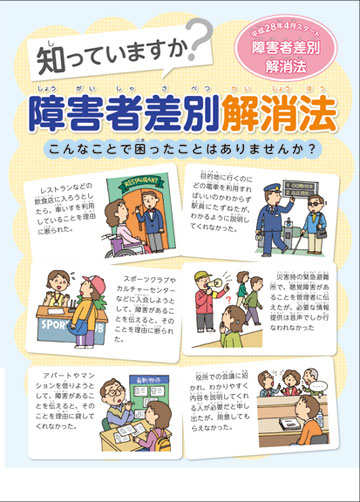 知っていますか?
平成28年4月スタート
障害者差別
解消法
しょう がい しゃ さ べつ かい しょう ほう
障害者差別解消法
こんなことで困ったことはありませんか?
レストランなどの
飲食店に入ろうとし
たら、車いすを利用
していることを理由
に断られた。
RESTAURANT
目的地に行くのに
どの電車を利用すれ
ばいいのかわからず
駅員にたずねたが、
わかるように説明し
てくれなかった。
スポーツクラブや
カルチャーセンター
などに入会しようと
して、障害があるこ
とを伝えると、その
ことを理由に断られ
た。
SPORT
災害時の緊急避難
所で、聴覚障害があ
ることを管理者に伝
えたが、必要な情報
提供は音声でしか行
なわれなかった
アパートやマン
ションを借りようと
して、障害があるこ
とを伝えると、その
ことを理由に貸して
くれなかった。
役所での会議に招
かれ、わかりやすく
内容を説明してくれ
る人が必要だと申し
出たが、用意しても
らえなかった。